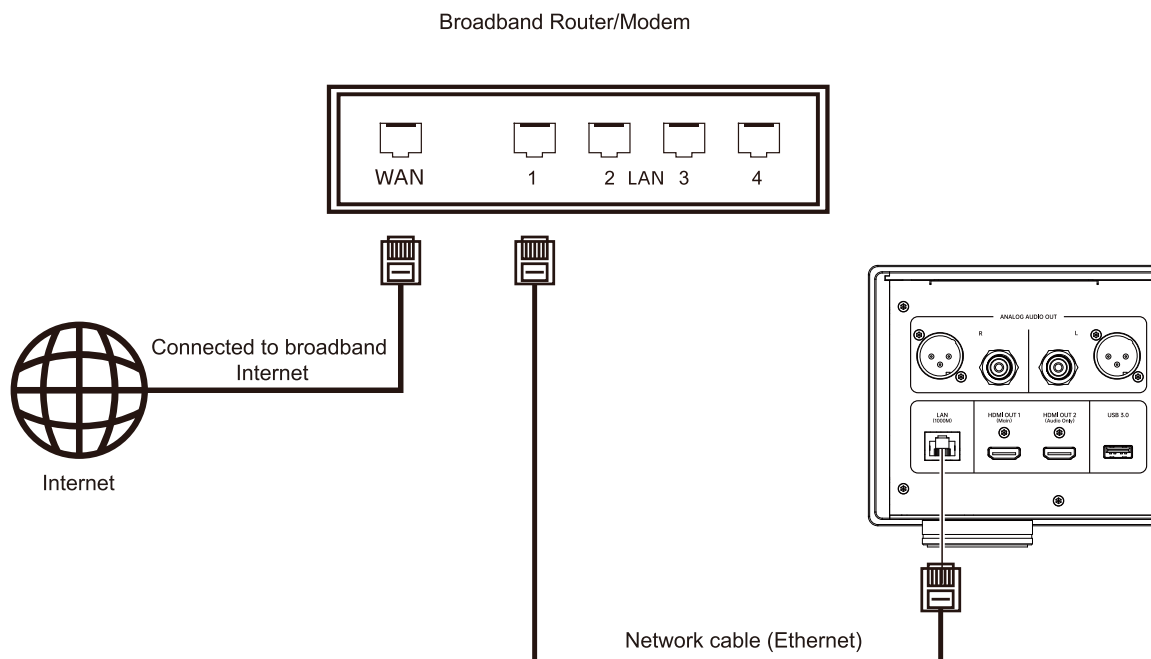 Broadband Router/Modem
WAN 1 2 LAN 3 4
Connected to broadband
Internet
Internet
ANALOG AUDIO OUT
R L
LAN
(1000M)
HDMI OUT 1
(Main)
HDMI OUT 2
(Audio Only)
USB 3.0
Network cable (Ethernet)